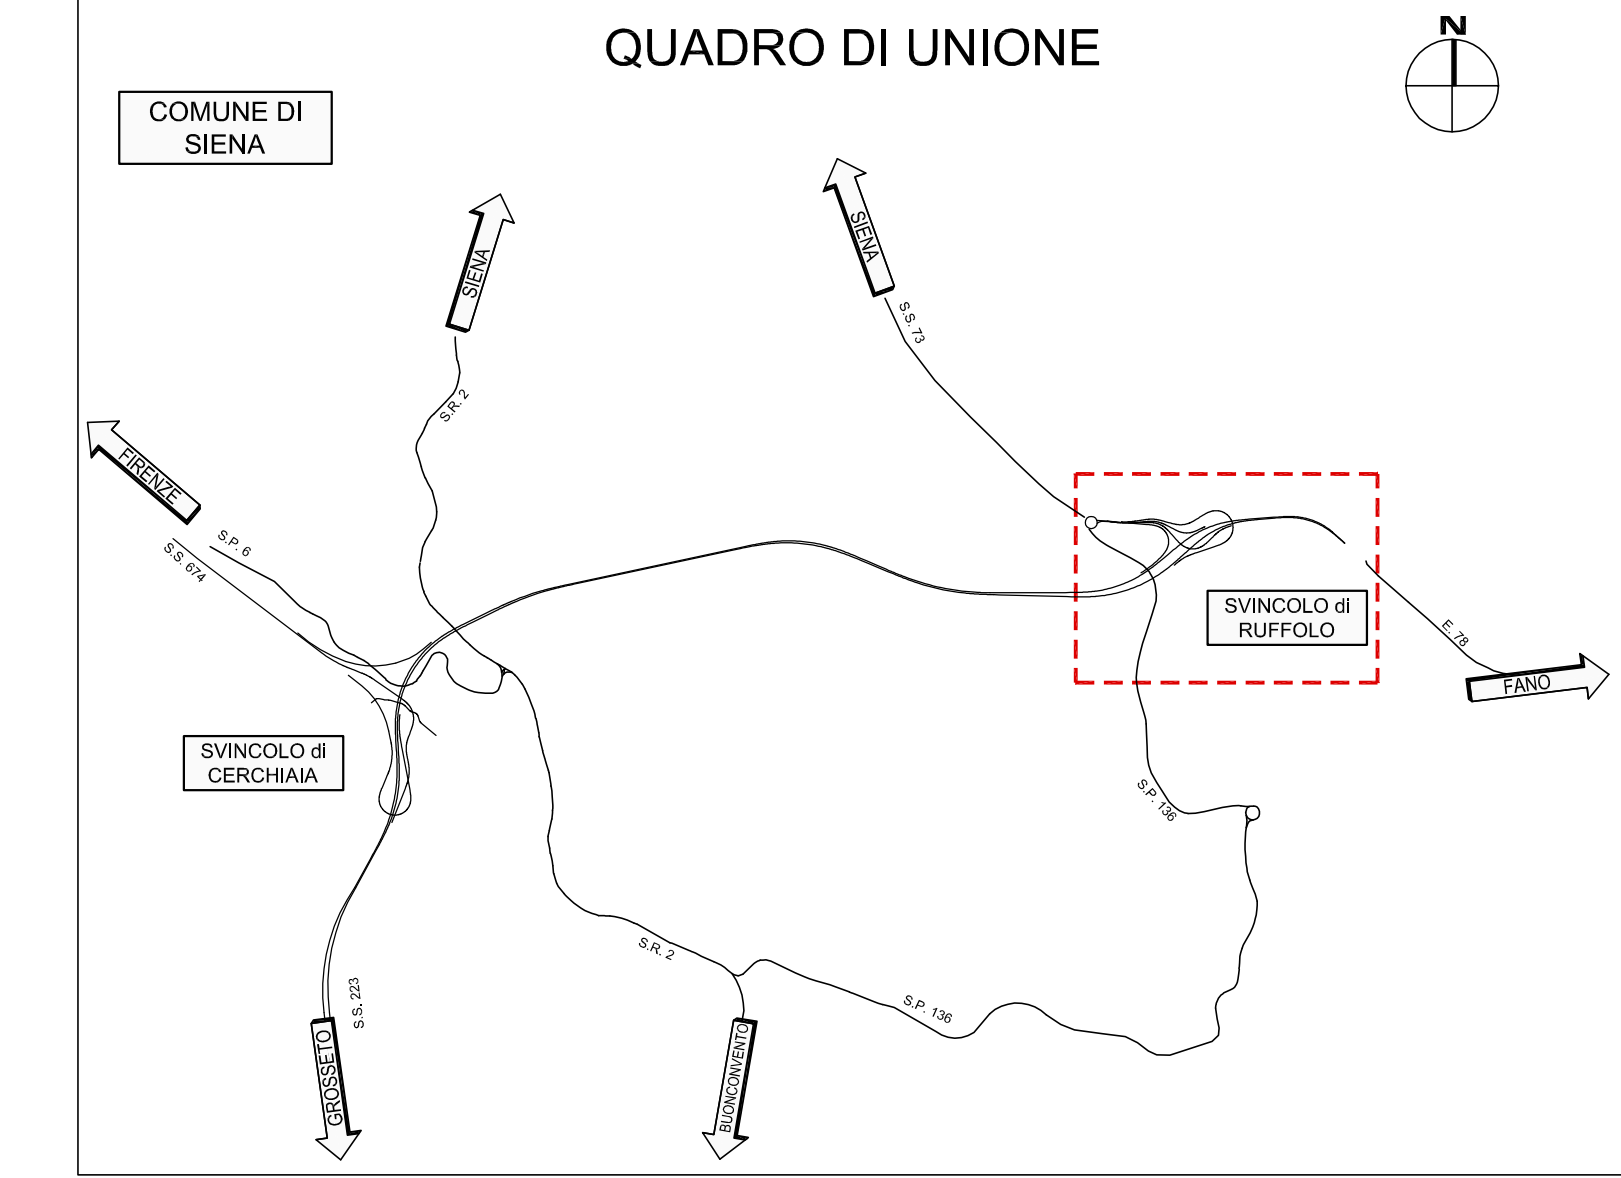 QUADRO DI UNIONE
N
COMUNE DI
SIENA
SIENA
SIENA
S.S. 73
S.R. 2
FIRENZE
S.P. 6
S.S. 674
SVINCOLO di
RUFFOLO
E. 78
FANO
SVINCOLO di
CERCHIAIA
S.P. 136
S.R. 2
S.P. 136
S.S. 223
GROSSETO
BUONCONVENTO